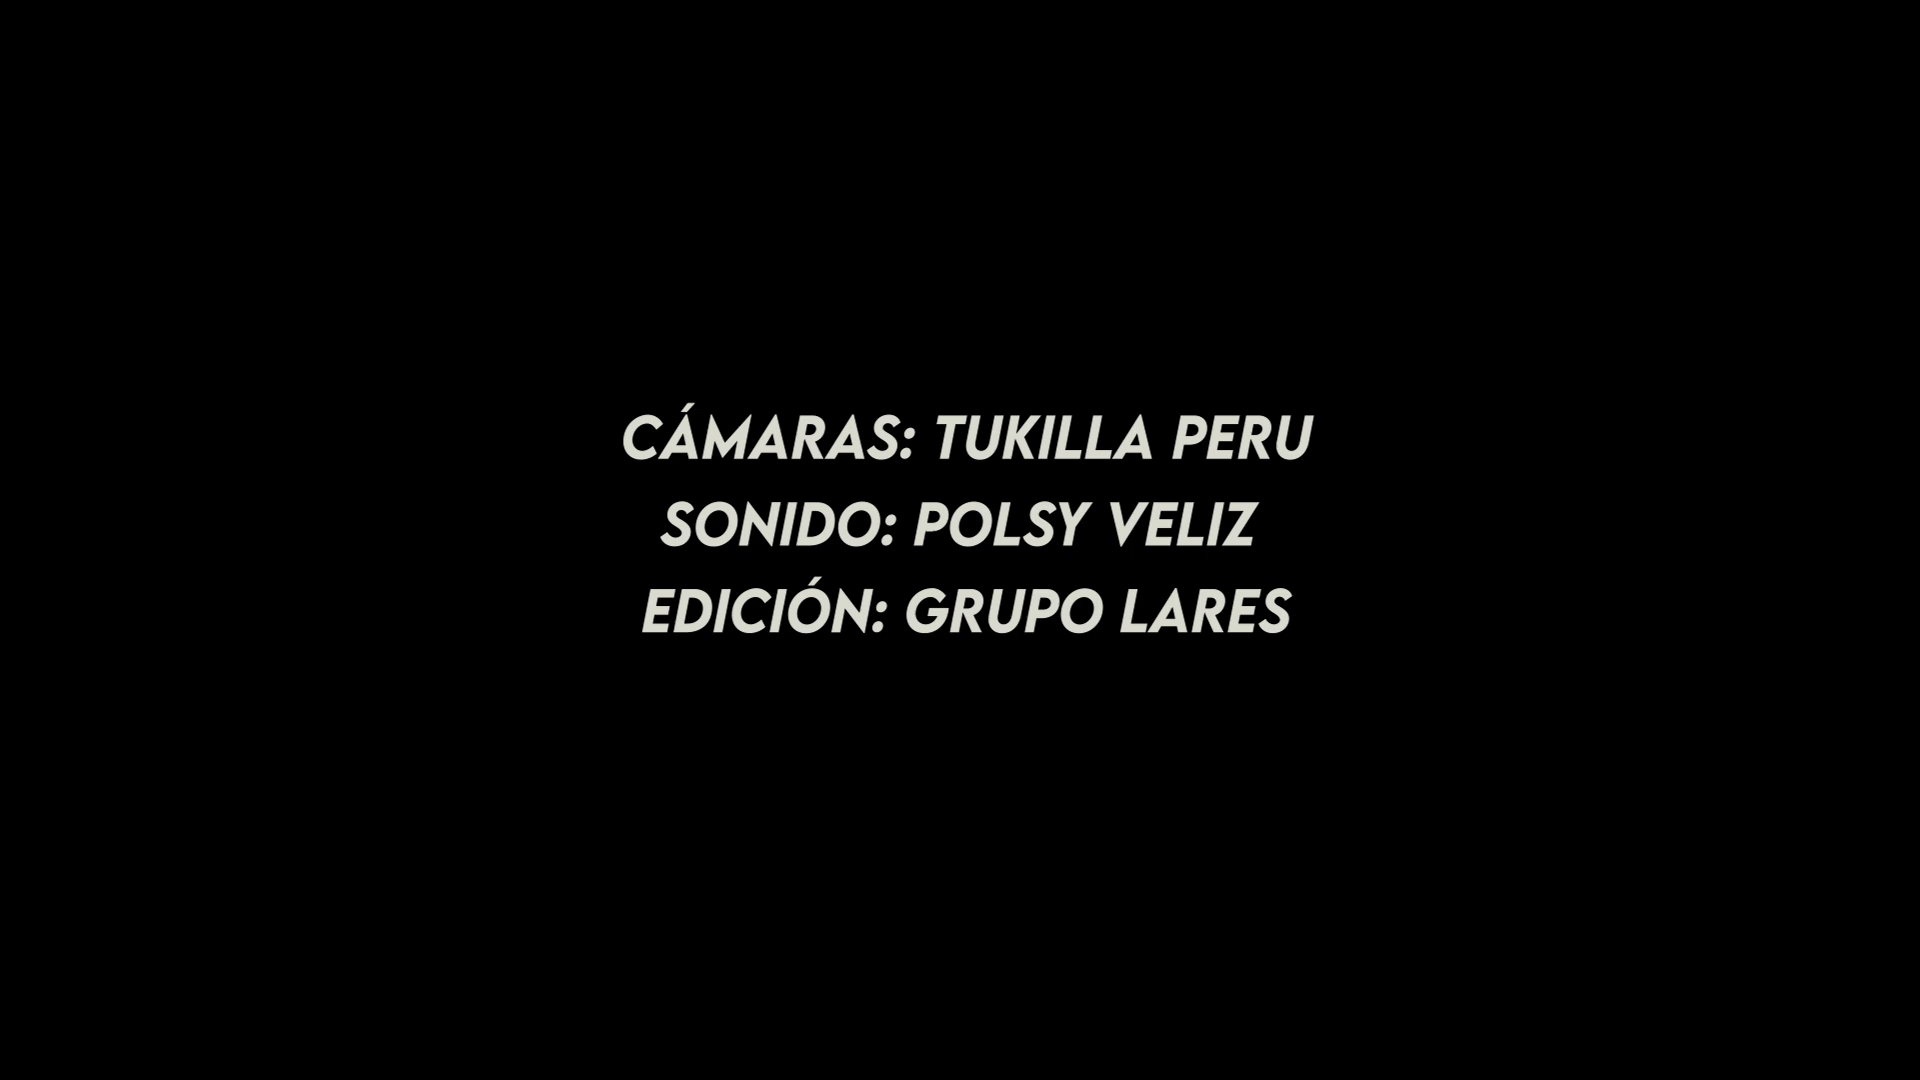 CÁMARAS: TUKILLA PERU
SONIDO: POLSY VELIZ
EDICIÓN: GRUPO LARES